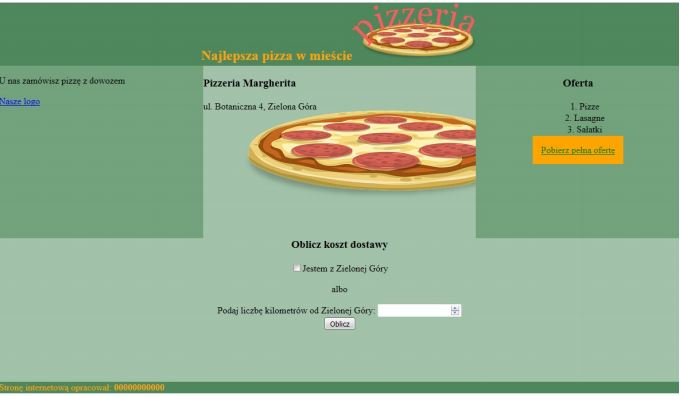 pizzeria
Najlepsza pizza w mieście
U nas zamówisz pizzę z dowozem
Nasze logo
Pizzeria Margherita
ul. Botaniczna 4, Zielona Góra
Oferta
1. Pizze
2. Lasagne
3. Sałatki
Pobierz pełną ofertę
Oblicz koszt dostawy
Jestem z Zielonej Góry
albo
Podaj liczbę kilometrów od Zielonej Góry:
Oblicz
Stronę internetową opracował: 00000000000